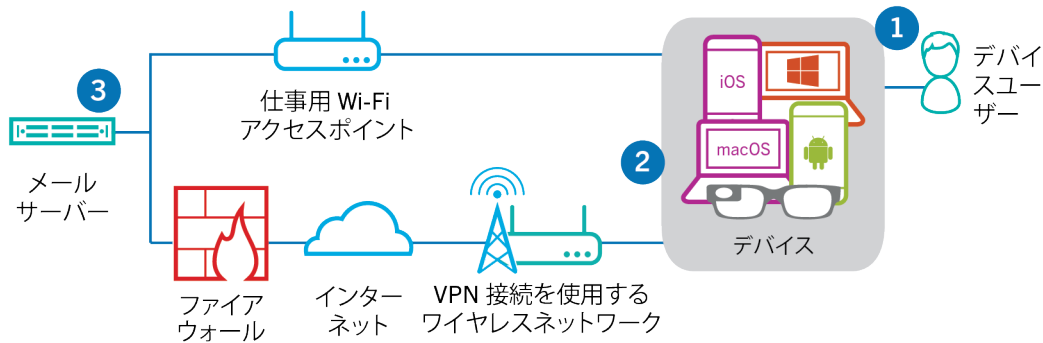 1
デバイ
スユー
ザー
iOS
macOS
2
デバイス
仕事用 Wi-Fi
アクセスポイント
3
メール
サーバー
ファイア
ウォール
インター
ネット
VPN 接続を使用する
ワイヤレスネットワーク